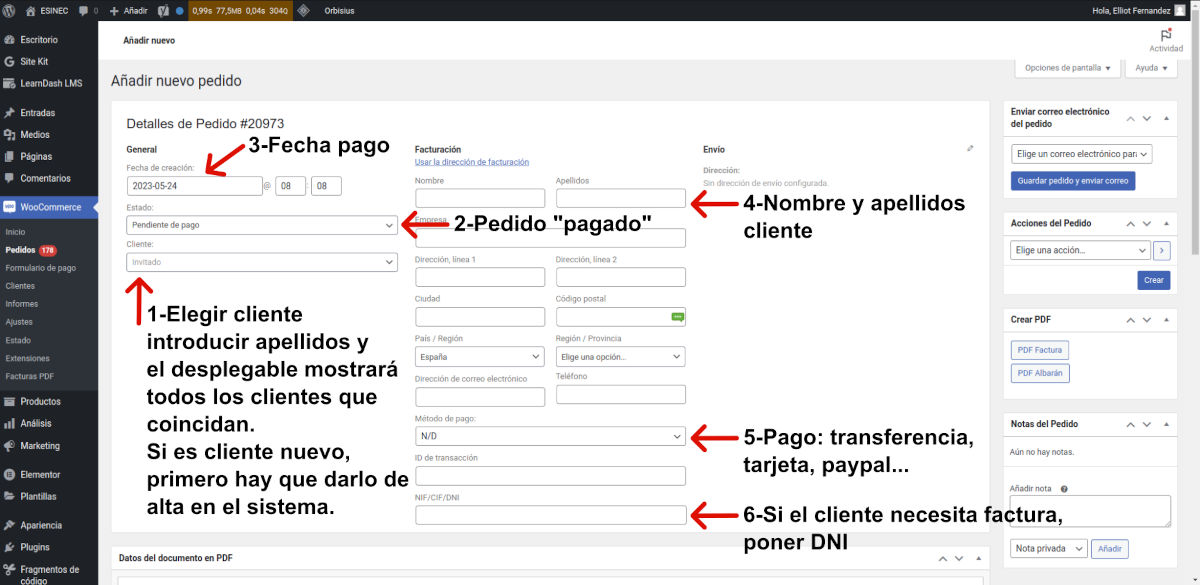 ESINEC 0 Añadir 0,99s 77,5MB 0,04s 304Q Orbisius Hola, Elliot Fernandez
Escritorio
Site Kit
LearnDash LMS
Entradas
Medios
Páginas
Comentarios
WooCommerce
Inicio
Pedidos 178
Formulario de pago
Clientes
Informes
Ajustes
Estado
Extensiones
Facturas PDF
Productos
Análisis
Marketing
Elementor
Plantillas
Apariencia
Plugins
Fragmentos de
código
Añadir nuevo
Actividad
Opciones de pantalla
Ayuda
Añadir nuevo pedido
Detalles de Pedido #20973
General
3-Fecha pago
Fecha de creación:
2023-05-24 @ 08 : 08
Estado:
Pendiente de pago
2-Pedido "pagado"
Cliente:
Invitado
1-Elegir cliente
introducir apellidos y
el desplegable mostrará
todos los clientes que
coincidan.
Si es cliente nuevo,
primero hay que darlo de
alta en el sistema.
Facturación
Usar la dirección de facturación
Nombre Apellidos
4-Nombre y apellidos
cliente
Empresa
Dirección, línea 1 Dirección, línea 2
Ciudad Código postal
País / Región Región / Provincia
España Elige una opción...
Dirección de correo electrónico Teléfono
Método de pago:
N/D
5-Pago: transferencia,
tarjeta, paypal...
ID de transacción
NIF/CIF/DNI
6-Si el cliente necesita factura,
poner DNI
Envío
Dirección:
Sin dirección de envío configurada.
Datos del documento en PDF
Enviar correo electrónico
del pedido
Elige un correo electrónico para
Guardar pedido y enviar correo
Acciones del Pedido
Elige una acción...
Crear
Crear PDF
PDF Factura
PDF Albarán
Notas del Pedido
Aún no hay notas.
Añadir nota
Nota privada Añadir